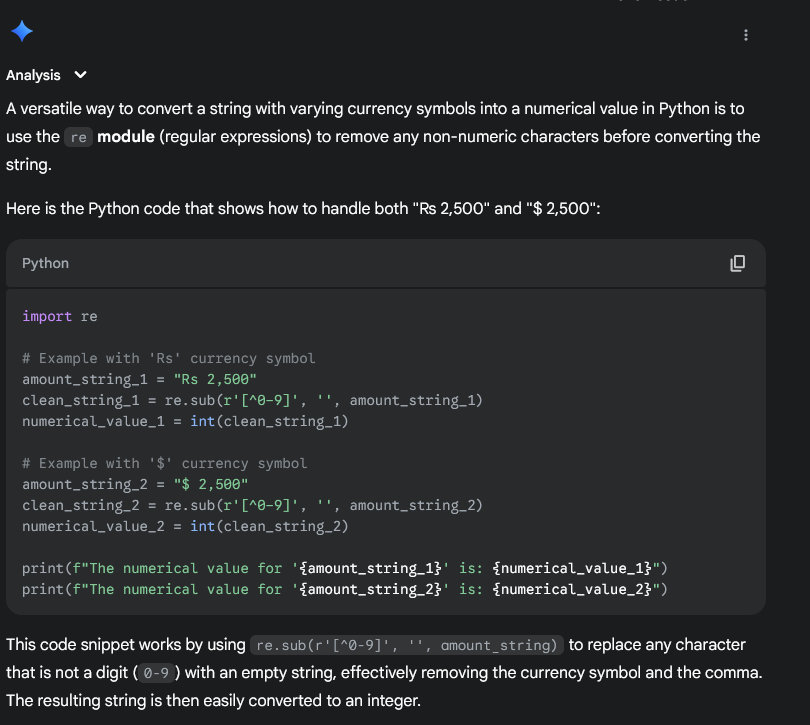 Analysis
A versatile way to convert a string with varying currency symbols into a numerical value in Python is to
use the re module (regular expressions) to remove any non-numeric characters before converting the
string.
Here is the Python code that shows how to handle both "Rs 2,500" and "$ 2,500":
Python
import re
# Example with 'Rs' currency symbol
amount_string_1 = "Rs 2,500"
clean_string_1 = re.sub(r'[^0-9]', '', amount_string_1)
numerical_value_1 = int(clean_string_1)
# Example with '$' currency symbol
amount_string_2 = "$ 2,500"
clean_string_2 = re.sub(r'[^0-9]', '', amount_string_2)
numerical_value_2 = int(clean_string_2)
print(f"The numerical value for '{amount_string_1}' is: {numerical_value_1}")
print(f"The numerical value for '{amount_string_2}' is: {numerical_value_2}")
This code snippet works by using re.sub(r'[^0-9]', '', amount_string) to replace any character
that is not a digit (0-9) with an empty string, effectively removing the currency symbol and the comma.
The resulting string is then easily converted to an integer.